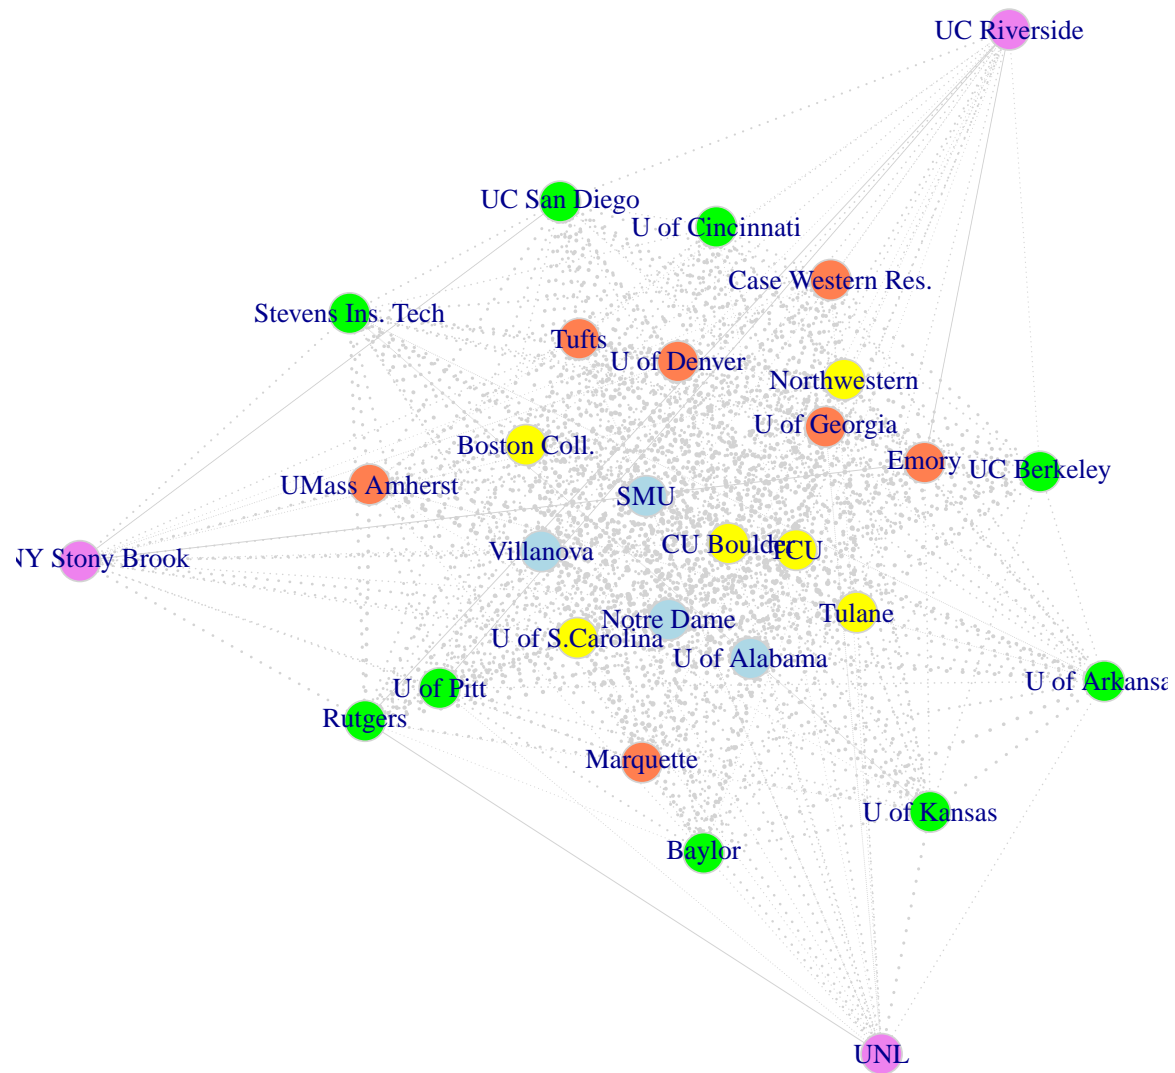 UC Riverside
UC San Diego
U of Cincinnati
Case Western Res.
Stevens Ins. Tech
Tufts
U of Denver
Northwestern
U of Georgia
Boston Coll.
Emory
UC Berkeley
UMass Amherst
SMU
CU Boulder
TCU
Villanova
NY Stony Brook
Tulane
Notre Dame
U of S.Carolina
U of Alabama
U of Arkansa
U of Pitt
Rutgers
Marquette
U of Kansas
Baylor
UNL